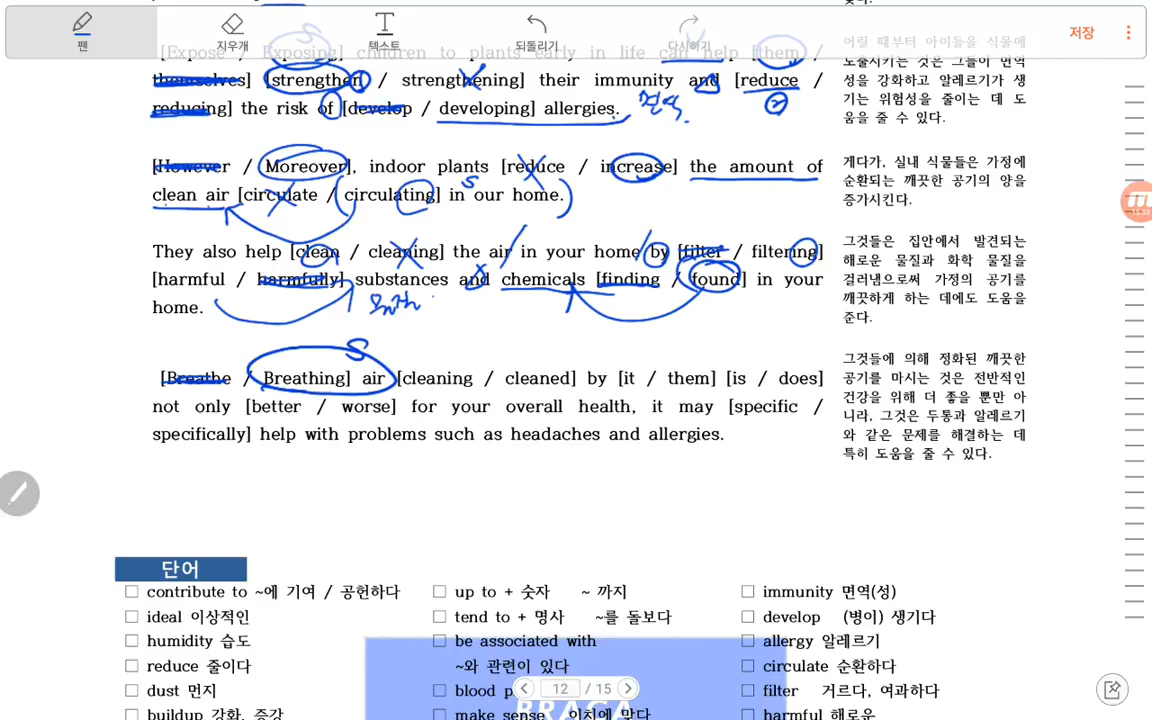 펜
지우개
텍스트
되돌리기
다시하기
저장
[Expose / Exposing] children to plants early in life can help [them /
themselves] [strengthen / strengthening] their immunity and [reduce /
reducing] the risk of [develop / developing] allergies.
면역
어릴 때부터 아이들을 식물에
노출시키는 것은 그들이 면역
성을 강화하고 알레르기가 생
기는 위험성을 줄이는 데 도
움을 줄 수 있다.
[However / Moreover], indoor plants [reduce / increase] the amount of
clean air [circulate / circulating] in our home.
게다가, 실내 식물들은 가정에
순환되는 깨끗한 공기의 양을
증가시킨다.
They also help [clean / cleaning] the air in your home by [filter / filtering]
[harmful / harmfully] substances and chemicals [finding / found] in your
home.
그것들은 집안에서 발견되는
해로운 물질과 화학 물질을
걸러냄으로써 가정의 공기를
깨끗하게 하는 데에도 도움을
준다.
S
[Breathe / Breathing] air [cleaning / cleaned] by [it / them] [is / does]
not only [better / worse] for your overall health, it may [specific /
specifically] help with problems such as headaches and allergies.
그것들에 의해 정화된 깨끗한
공기를 마시는 것은 전반적인
건강을 위해 더 좋을 뿐만 아
니라, 그것은 두통과 알레르기
와 같은 문제를 해결하는 데
특히 도움을 줄 수 있다.
단어
contribute to ~에 기여 / 공헌하다
ideal 이상적인
humidity 습도
reduce 줄이다
dust 먼지
buildup 강화, 증강
up to + 숫자 ~ 까지
tend to + 명사 ~를 돌보다
be associated with
~와 관련이 있다
blood
make sense 이치에 맞다
immunity 면역(성)
develop (병이) 생기다
allergy 알레르기
circulate 순환하다
filter 거르다, 여과하다
harmful 해로운
12 / 15
BRAGA